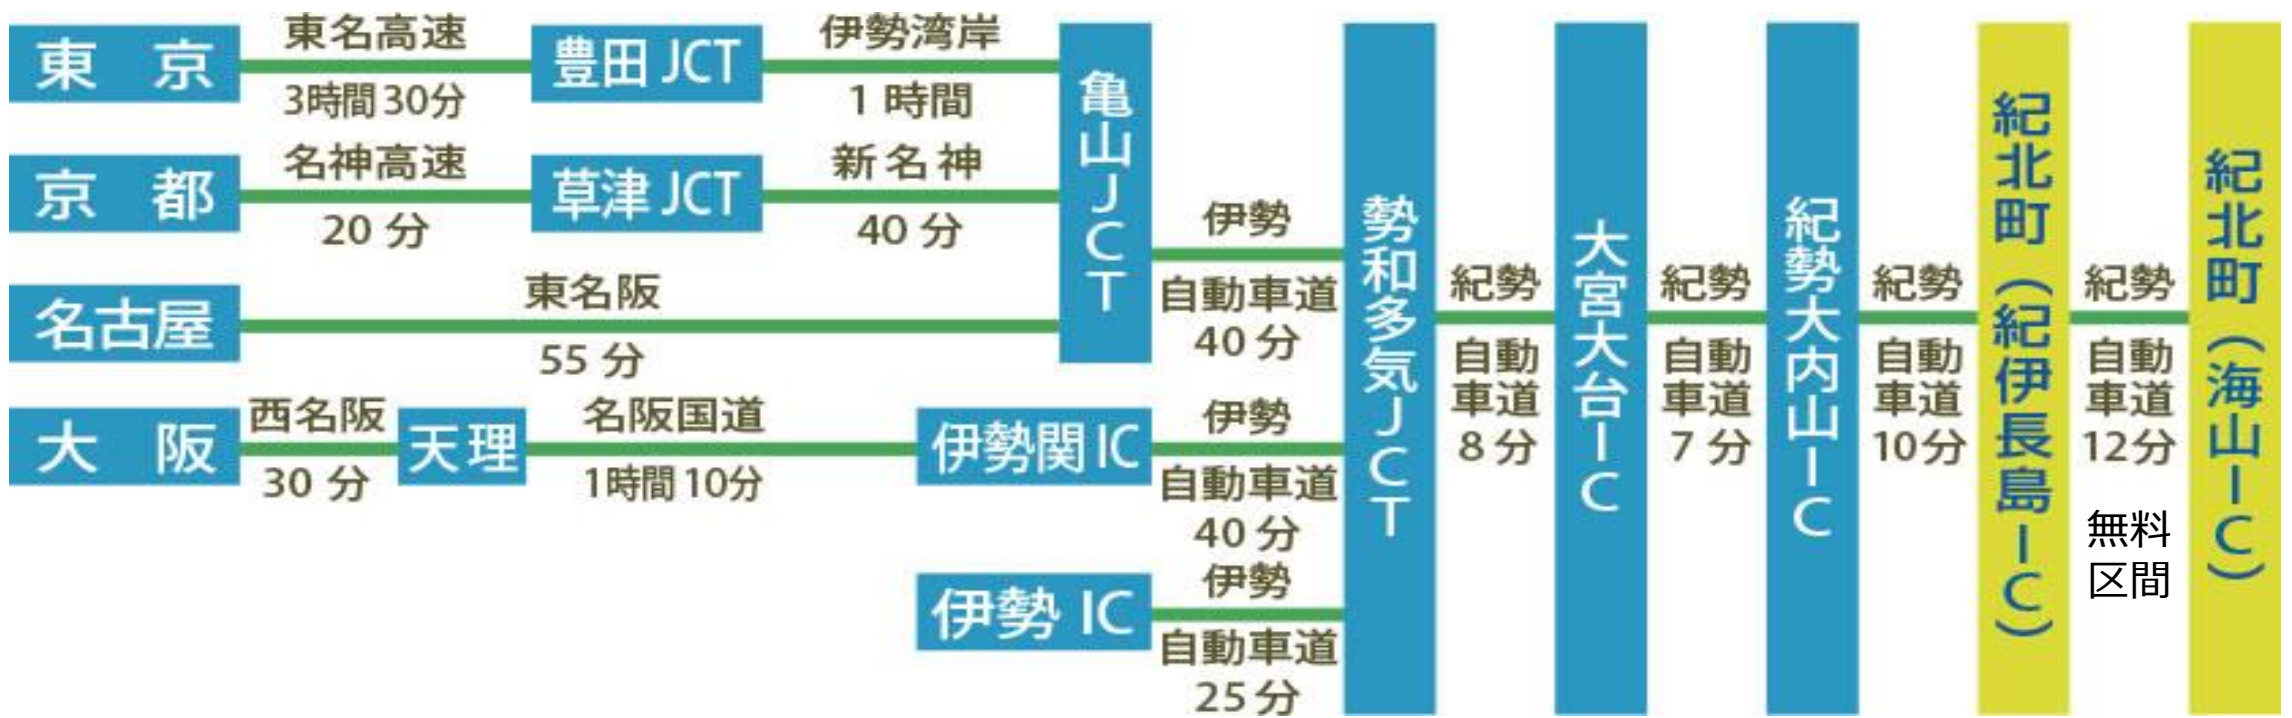 東京
東名高速
3時間30分
豊田JCT
伊勢湾岸
1時間
京都
名神高速
20分
草津JCT
新名神
40分
名古屋
東名阪
55分
亀山JCT
伊勢
自動車道
40分
大阪
西名阪
30分
天理
名阪国道
1時間10分
伊勢関IC
伊勢
自動車道
40分
伊勢IC
伊勢
自動車道
25分
勢和多気JCT
紀勢
自動
車道
8分
大宮大台IC
紀勢
自動
車道
7分
紀勢大内山IC
紀勢
自動
車道
10分
紀北町（紀伊長島IC）
紀勢
自動
車道
12分
無料
区間
紀北町（海山IC）